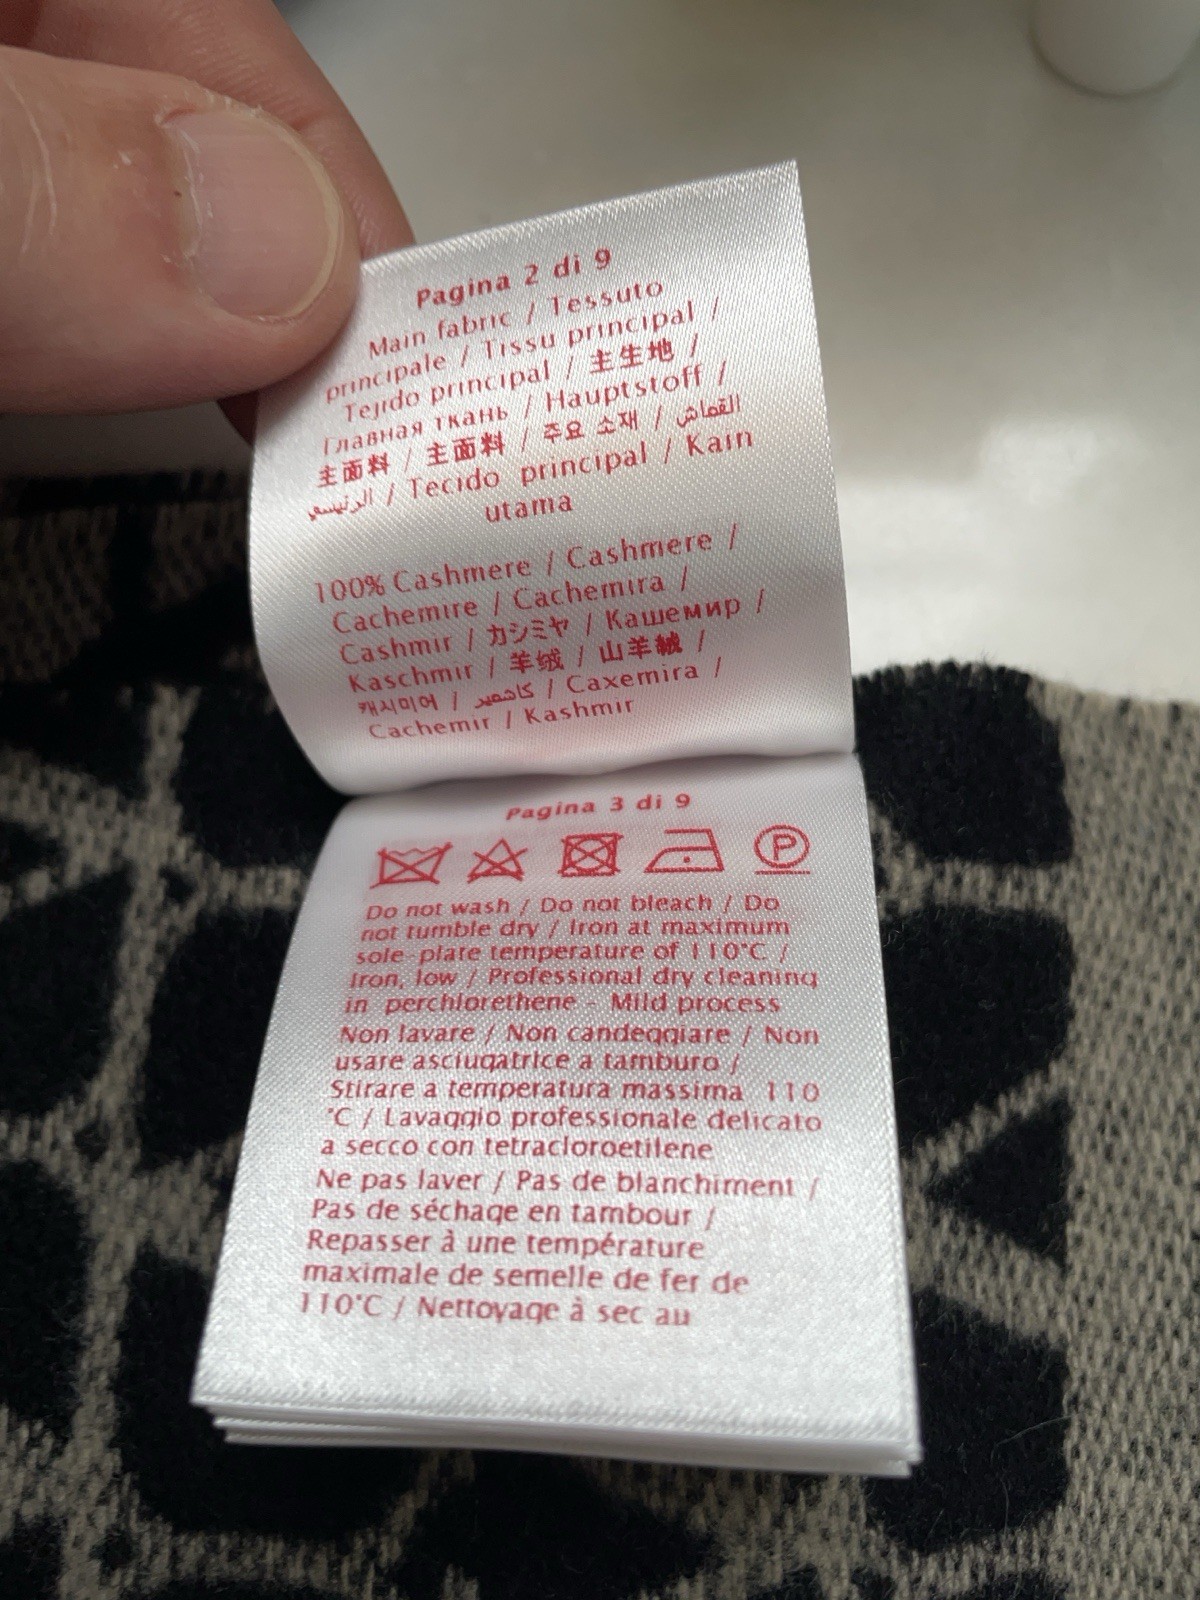 Pagina 2 di 9
Main fabric / Tessuto
principale / Tissu principal /
Tejido principal / 主生地 /
Главная ткань / Hauptstoff /
主面料 / 主面料 / 주요 소재 / القماش
الرئيسي / Tecido principal / Kain
utama
100% Cashmere / Cashmere /
Cachemire / Cachemira /
Cashmir / カシミヤ / Кашемир /
Kaschmir / 羊绒 / 山羊絨 /
캐시미어 / كاشمير / Caxemira /
Cachemir / Kashmir
Pagina 3 di 9
P
Do not wash / Do not bleach / Do
not tumble dry / Iron at maximum
sole-plate temperature of 110°C /
Iron, low / Professional dry cleaning
in perchlorethene - Mild process
Non lavare / Non candeggiare / Non
usare asciugatrice a tamburo /
Stirare a temperatura massima 110
°C / Lavaggio professionale delicato
a secco con tetracloroetilene
Ne pas laver / Pas de blanchiment /
Pas de séchage en tambour /
Repasser à une température
maximale de semelle de fer de
110°C / Nettoyage à sec au